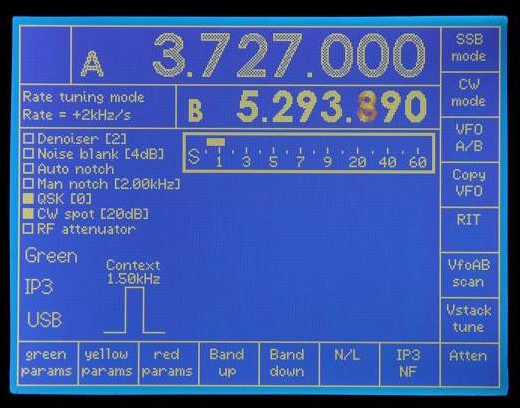 A 3.727.000
SSB
mode
Rate tuning mode
Rate = +2kHz/s
B 5.293.890
CW
mode
Denoiser [2]
Noise blank [4dB]
Auto notch
Man notch [2.00kHz]
QSK [0]
CW spot [20dB]
RF attenuator
S 1 3 5 7 9 20 40 60
VFO
A/B
Copy
VFO
RIT
Green
IP3
USB
Context
1.50kHz
VfoAB
scan
Vstack
tune
green
params
yellow
params
red
params
Band
up
Band
down
N/L
IP3
NF
Atten